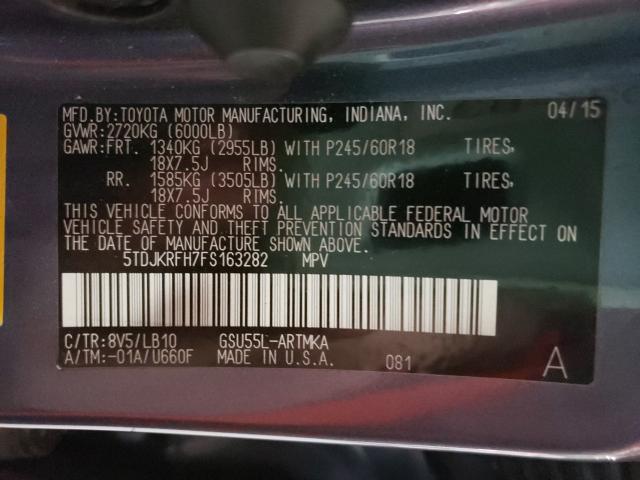 MFD.BY:TOYOTA MOTOR MANUFACTURING, INDIANA, INC. 04/15
GVWR:2720KG (6000LB)
GAWR:FRT. 1340KG (2955LB) WITH P245/60R18 TIRES,
18X7.5J RIMS.
RR. 1585KG (3505LB) WITH P245/60R18 TIRES,
18X7.5J RIMS.
THIS VEHICLE CONFORMS TO ALL APPLICABLE FEDERAL MOTOR
VEHICLE SAFETY AND THEFT PREVENTION STANDARDS IN EFFECT ON
THE DATE OF MANUFACTURE SHOWN ABOVE.
5TDJKRFH7FS163282 MPV
C/TR:8V5/LB10 GSU55L-ARTMKA
A/TM:-01A/U660F MADE IN U.S.A. 081 A